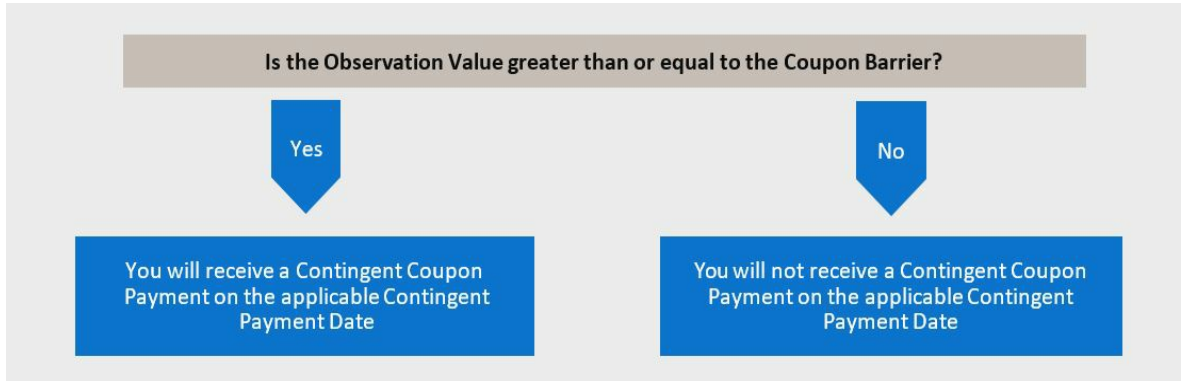 Is the Observation Value greater than or equal to the Coupon Barrier?
Yes
No
You will receive a Contingent Coupon
Payment on the applicable Contingent
Payment Date
You will not receive a Contingent Coupon
Payment on the applicable Contingent
Payment Date